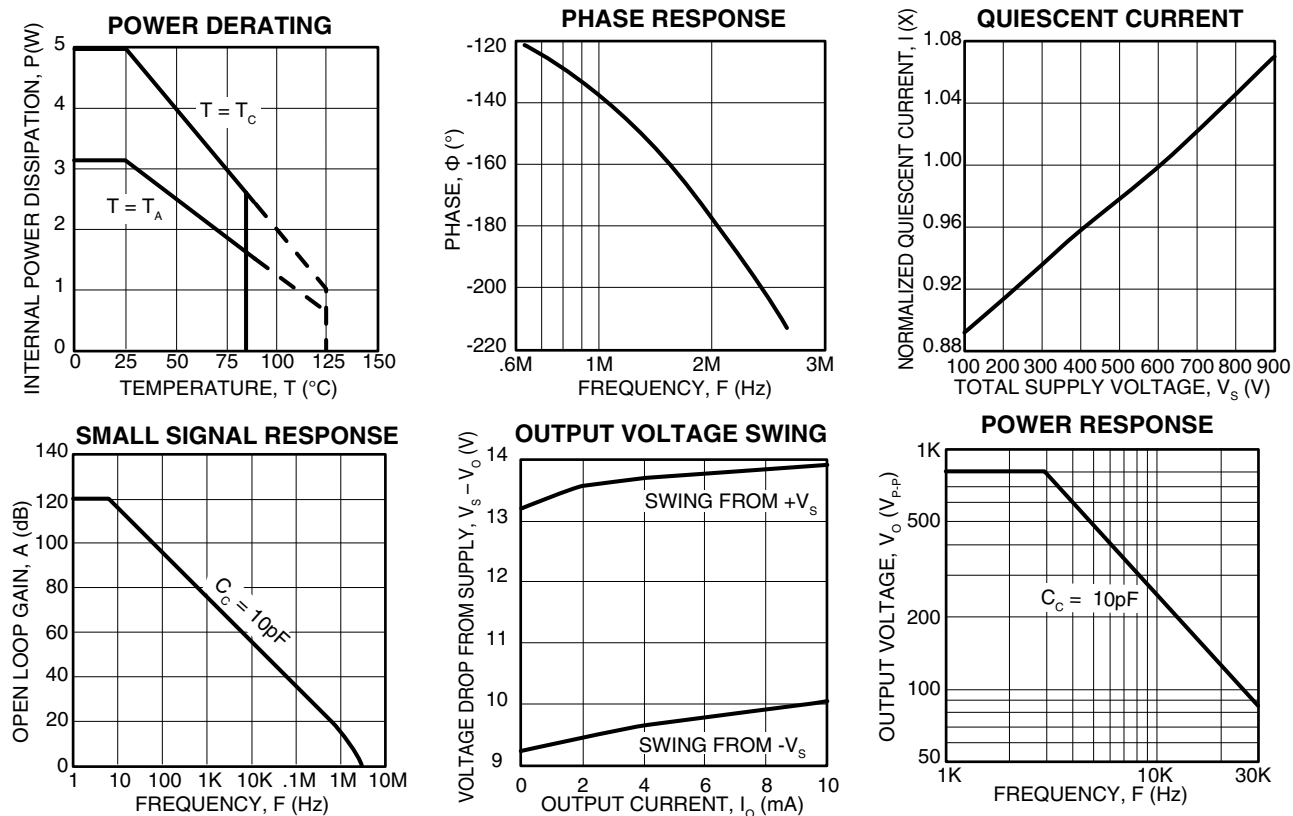 POWER DERATING
INTERNAL POWER DISSIPATION, P(W)
5
4
3
2
1
0
T = T_C
T = T_A
0 25 50 75 100 125 150
TEMPERATURE, T (°C)
PHASE RESPONSE
PHASE, Φ (°)
-120
-140
-160
-180
-200
-220
.6M 1M 2M 3M
FREQUENCY, F (Hz)
QUIESCENT CURRENT
NORMALIZED QUIESCENT CURRENT, I (X)
1.08
1.04
1.00
0.96
0.92
0.88
100 200 300 400 500 600 700 800 900
TOTAL SUPPLY VOLTAGE, V_S (V)
SMALL SIGNAL RESPONSE
OPEN LOOP GAIN, A (dB)
140
120
100
80
60
40
20
0
C_C = 10pF
1 10 100 1K 10K .1M 1M 10M
FREQUENCY, F (Hz)
OUTPUT VOLTAGE SWING
VOLTAGE DROP FROM SUPPLY, V_S – V_O (V)
14
13
12
11
10
9
SWING FROM +V_S
SWING FROM -V_S
0 2 4 6 8 10
OUTPUT CURRENT, I_O (mA)
POWER RESPONSE
OUTPUT VOLTAGE, V_O (V_P-P)
1K
500
200
100
50
C_C = 10pF
1K 10K 30K
FREQUENCY, F (Hz)